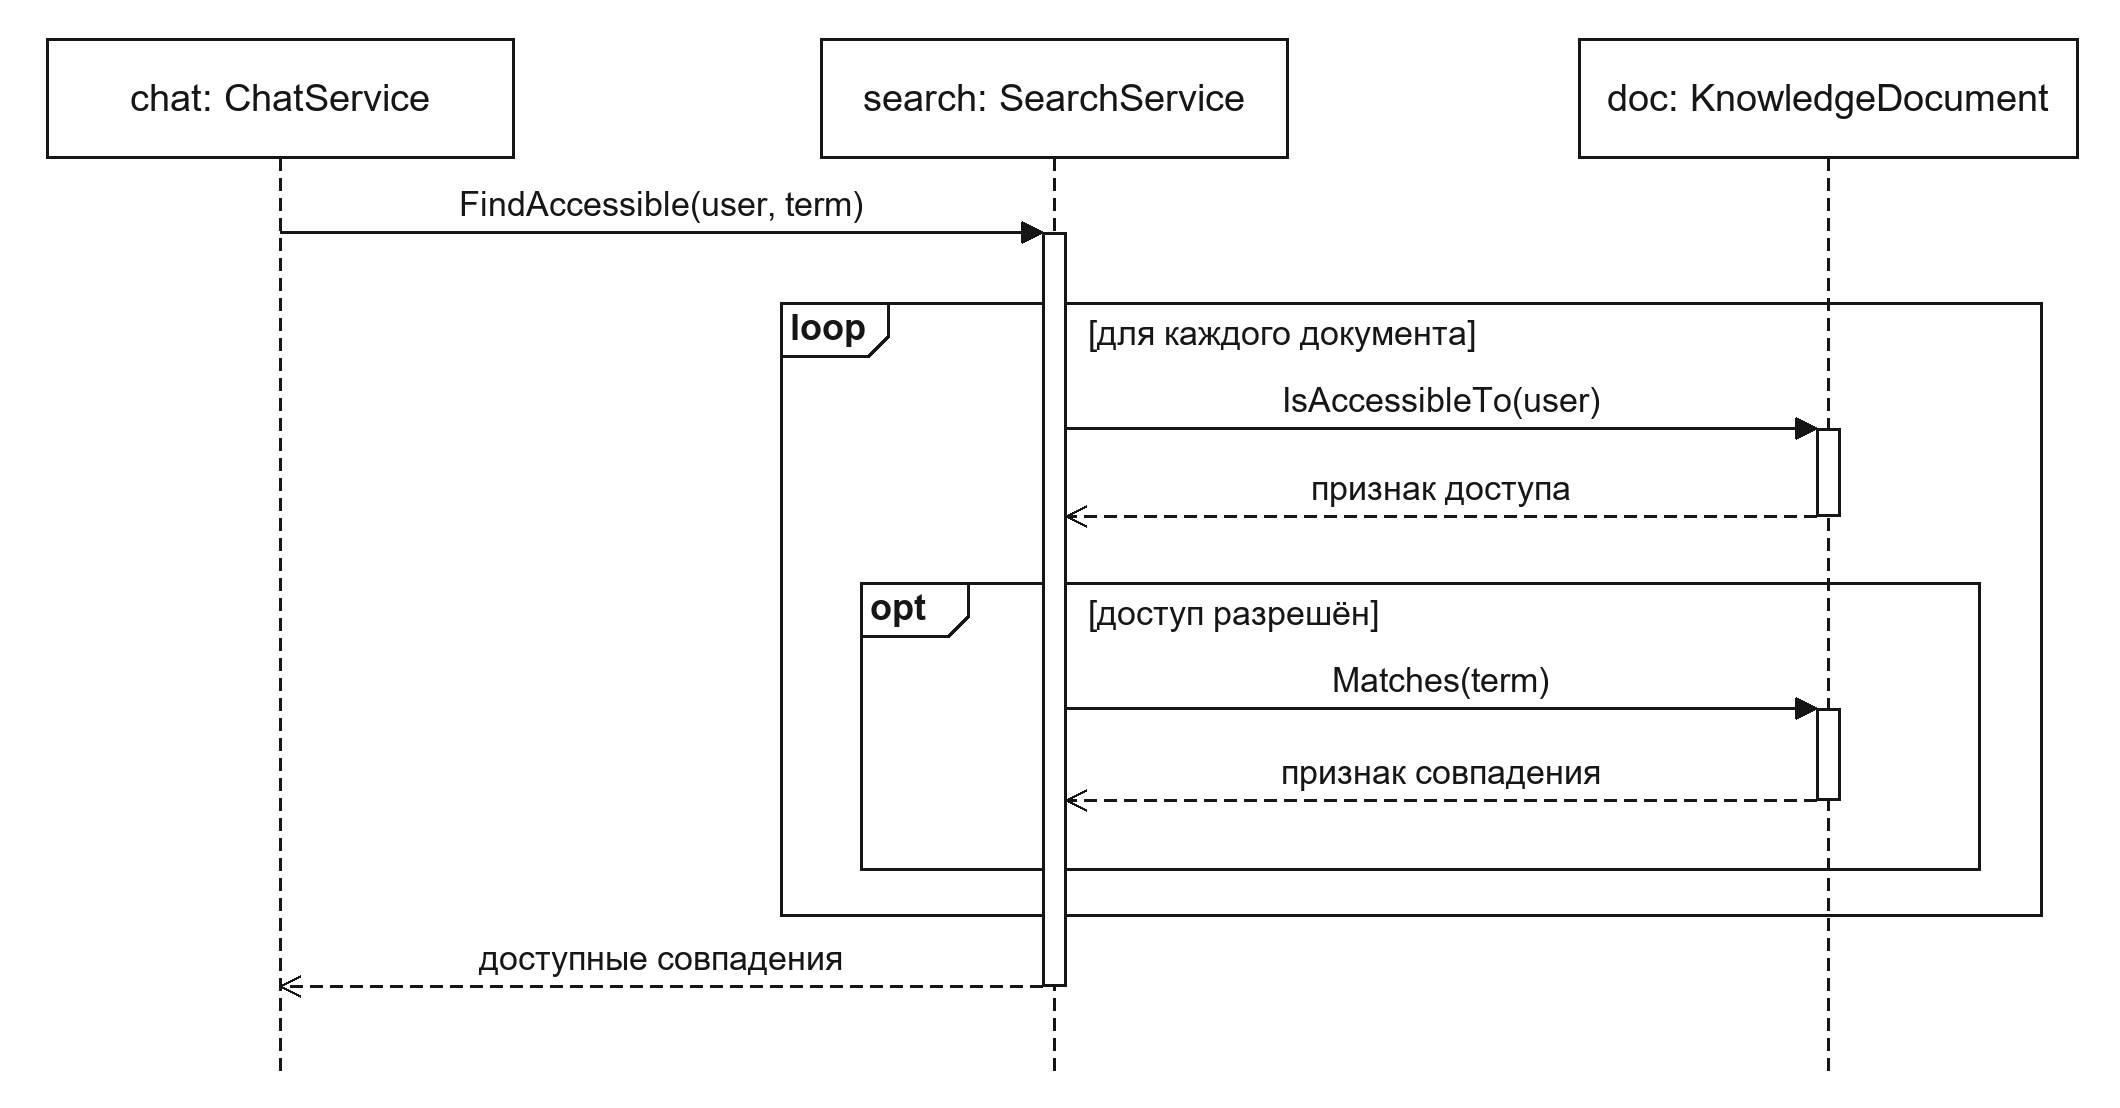 chat: ChatService
search: SearchService
doc: KnowledgeDocument
FindAccessible(user, term)
loop
[для каждого документа]
IsAccessibleTo(user)
признак доступа
opt
[доступ разрешён]
Matches(term)
признак совпадения
доступные совпадения